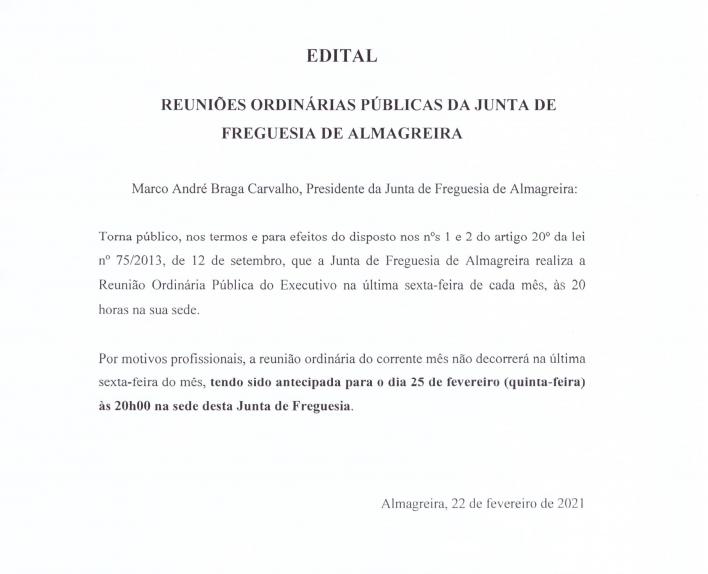 EDITAL
REUNIÕES ORDINÁRIAS PÚBLICAS DA JUNTA DE
FREGUESIA DE ALMAGREIRA
Marco André Braga Carvalho, Presidente da Junta de Freguesia de Almagreira:
Torna público, nos termos e para efeitos do disposto nos nºs 1 e 2 do artigo 20º da lei
nº 75/2013, de 12 de setembro, que a Junta de Freguesia de Almagreira realiza a
Reunião Ordinária Pública do Executivo na última sexta-feira de cada mês, às 20
horas na sua sede.
Por motivos profissionais, a reunião ordinária do corrente mês não decorrerá na última
sexta-feira do mês, tendo sido antecipada para o dia 25 de fevereiro (quinta-feira)
às 20h00 na sede desta Junta de Freguesia.
Almagreira, 22 de fevereiro de 2021